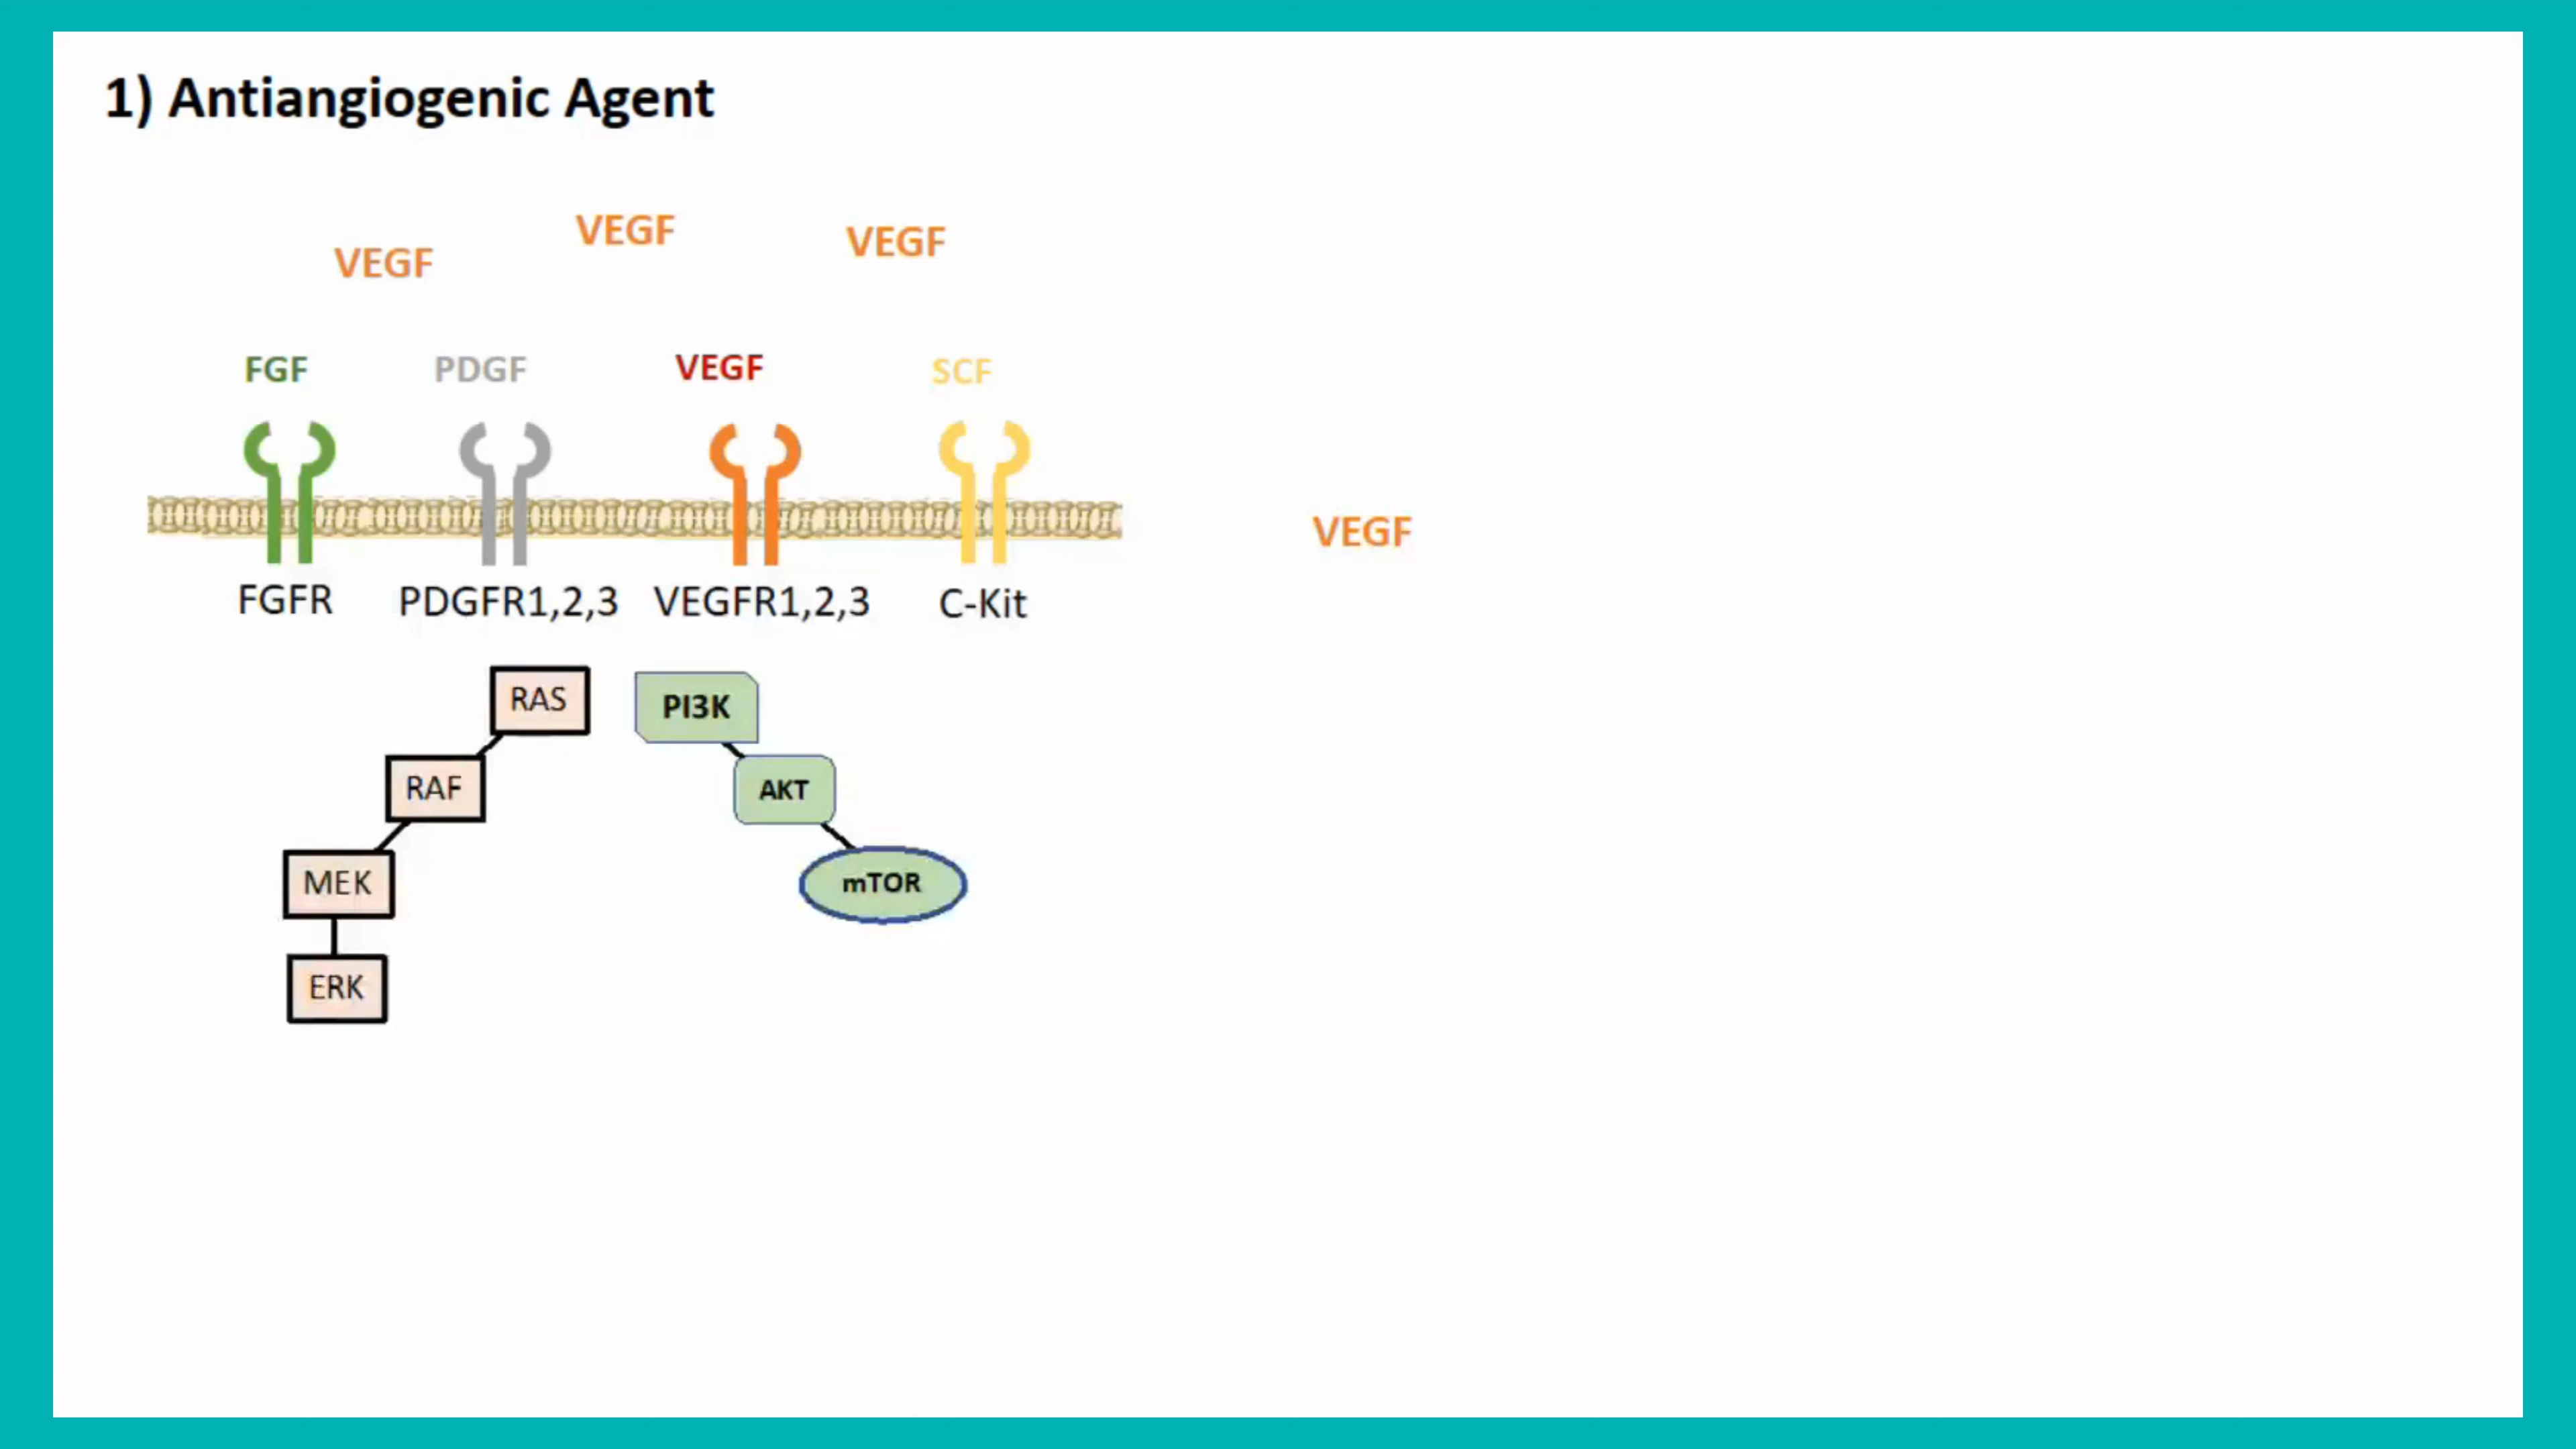 1) Antiangiogenic Agent
VEGF
VEGF
VEGF
FGF
PDGF
VEGF
SCF
VEGF
FGFR
PDGFR1,2,3
VEGFR1,2,3
C-Kit
RAS
PI3K
RAF
AKT
MEK
mTOR
ERK